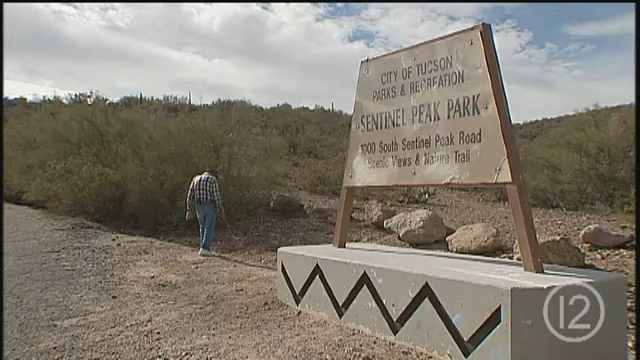 CITY OF TUCSON
PARKS & RECREATION
SENTINEL PEAK PARK
1000 South Sentinel Peak Road
Scenic Views & Nature Trail
12